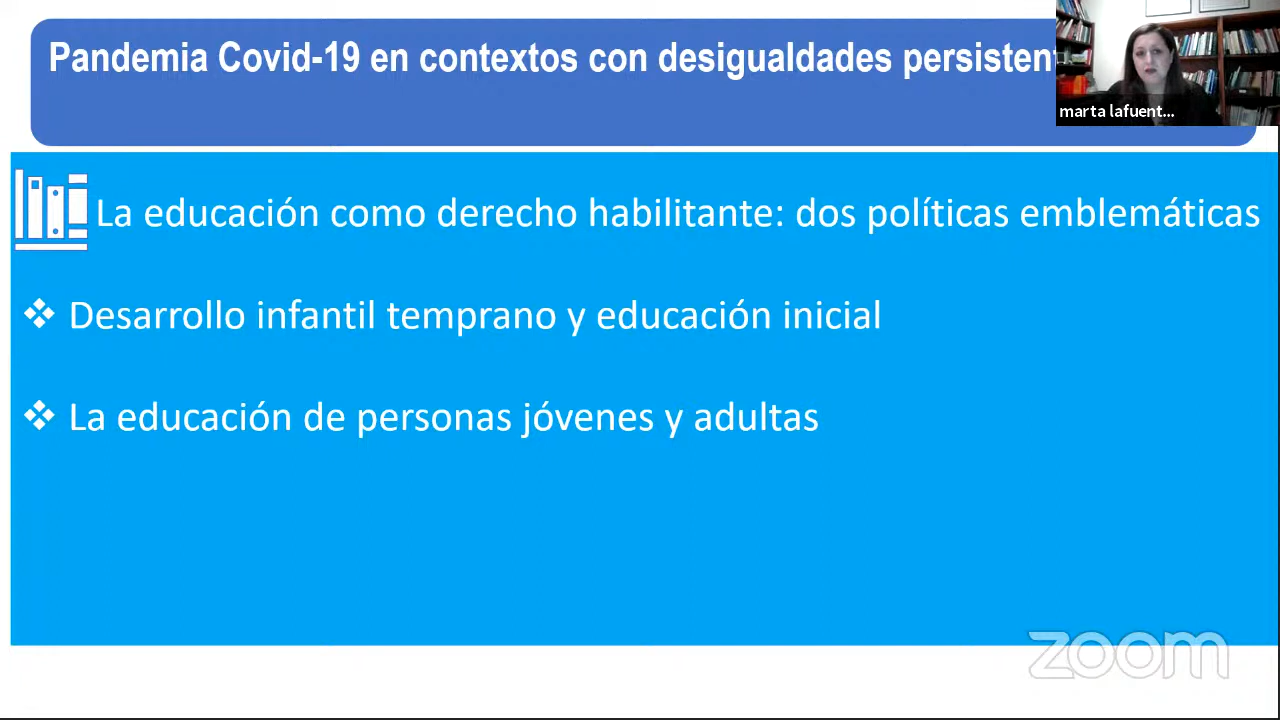 Pandemia Covid-19 en contextos con desigualdades persistent
marta lafuent...
La educación como derecho habilitante: dos políticas emblemáticas
❖ Desarrollo infantil temprano y educación inicial
❖ La educación de personas jóvenes y adultas
zoom